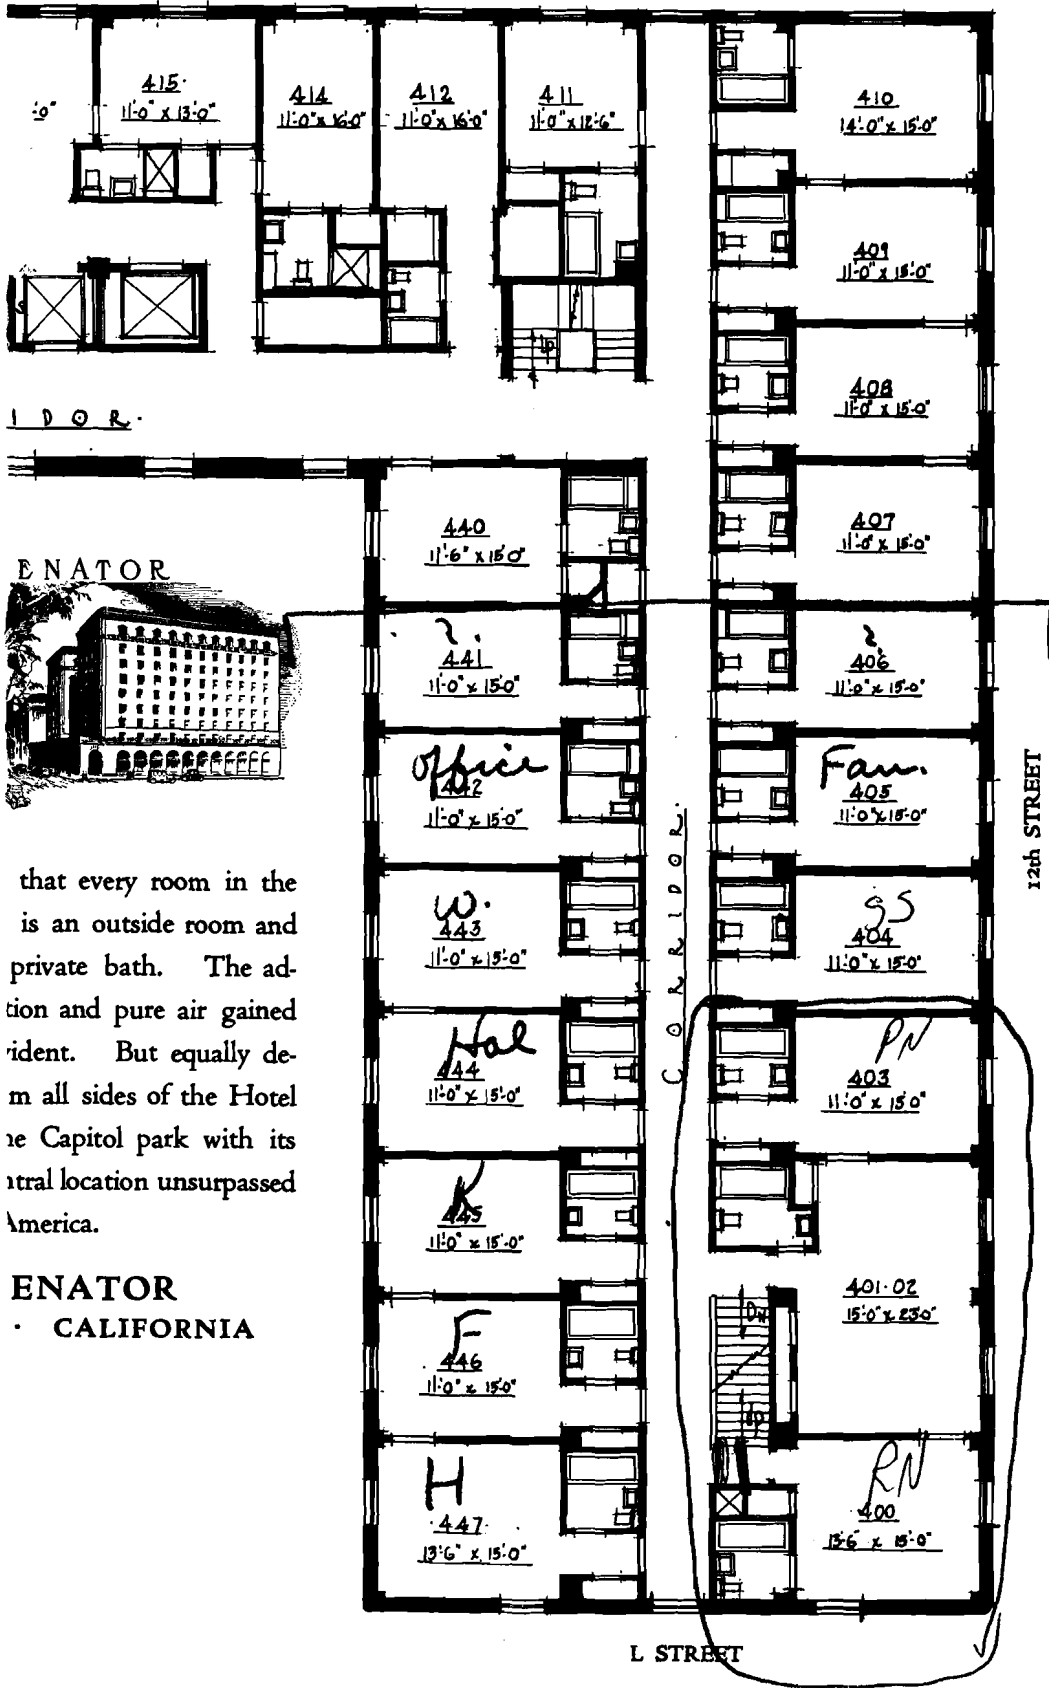 415.
11'-0" x 13'-0"
414
11'-0" x 16'-0"
412
11'-0" x 16'-0"
411
11'-0" x 12'-6"
410
14'-0" x 15'-0"
:-0"
409
11'-0" x 15'-0"
408
11'-0" x 15'-0"
407
11'-0" x 15'-0"
IDOR.
UP
440
11'-6" x 15'0"
ENATOR
?
441
11'-0" x 15'-0"
?
406
11'-0" x 15'-0"
Office
442
11'-0" x 15'-0"
Fau.
405
11'-0" x 15'-0"
12th STREET
CORRIDOR.
that every room in the
is an outside room and
private bath. The ad-
tion and pure air gained
ident. But equally de-
m all sides of the Hotel
he Capitol park with its
ntral location unsurpassed
America.
ENATOR
· CALIFORNIA
W.
443
11'-0" x 15'-0"
gS
404
11'-0" x 15'-0"
Hal
444
11'-0" x 15'-0"
PN
403
11'-0" x 15'0"
K
445
11'-0" x 15'-0"
401-02
15'-0" x 23'0"
DN
UP
F
446
11'-0" x 15'-0"
H
447
13'-6" x 15'-0"
RN
400
13'-6" x 15'-0"
L STREET